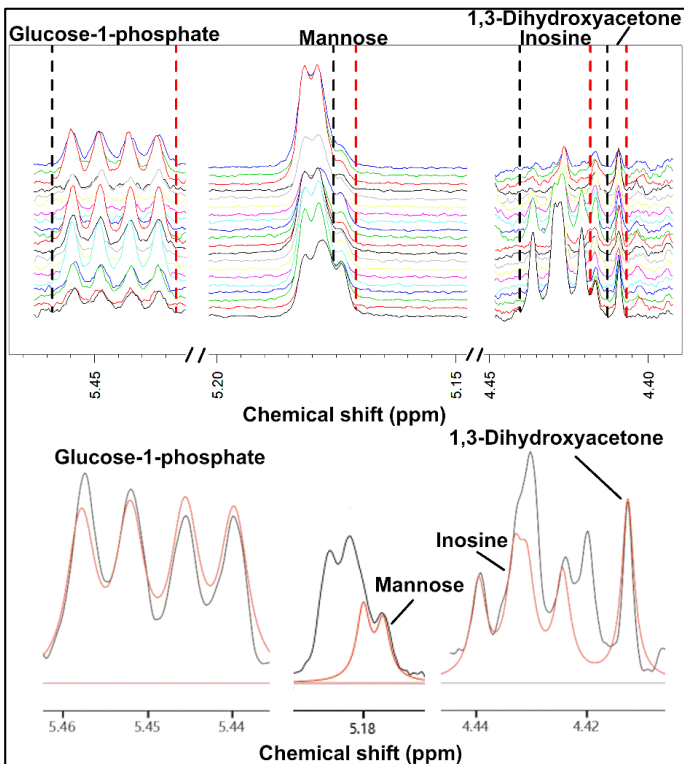 1,3-Dihydroxyacetone
Glucose-1-phosphate Mannose Inosine
5.45 5.20 5.15 4.45 4.40
Chemical shift (ppm)
1,3-Dihydroxyacetone
Glucose-1-phosphate
Inosine
Mannose
5.46 5.45 5.44 5.18 4.44 4.42
Chemical shift (ppm)